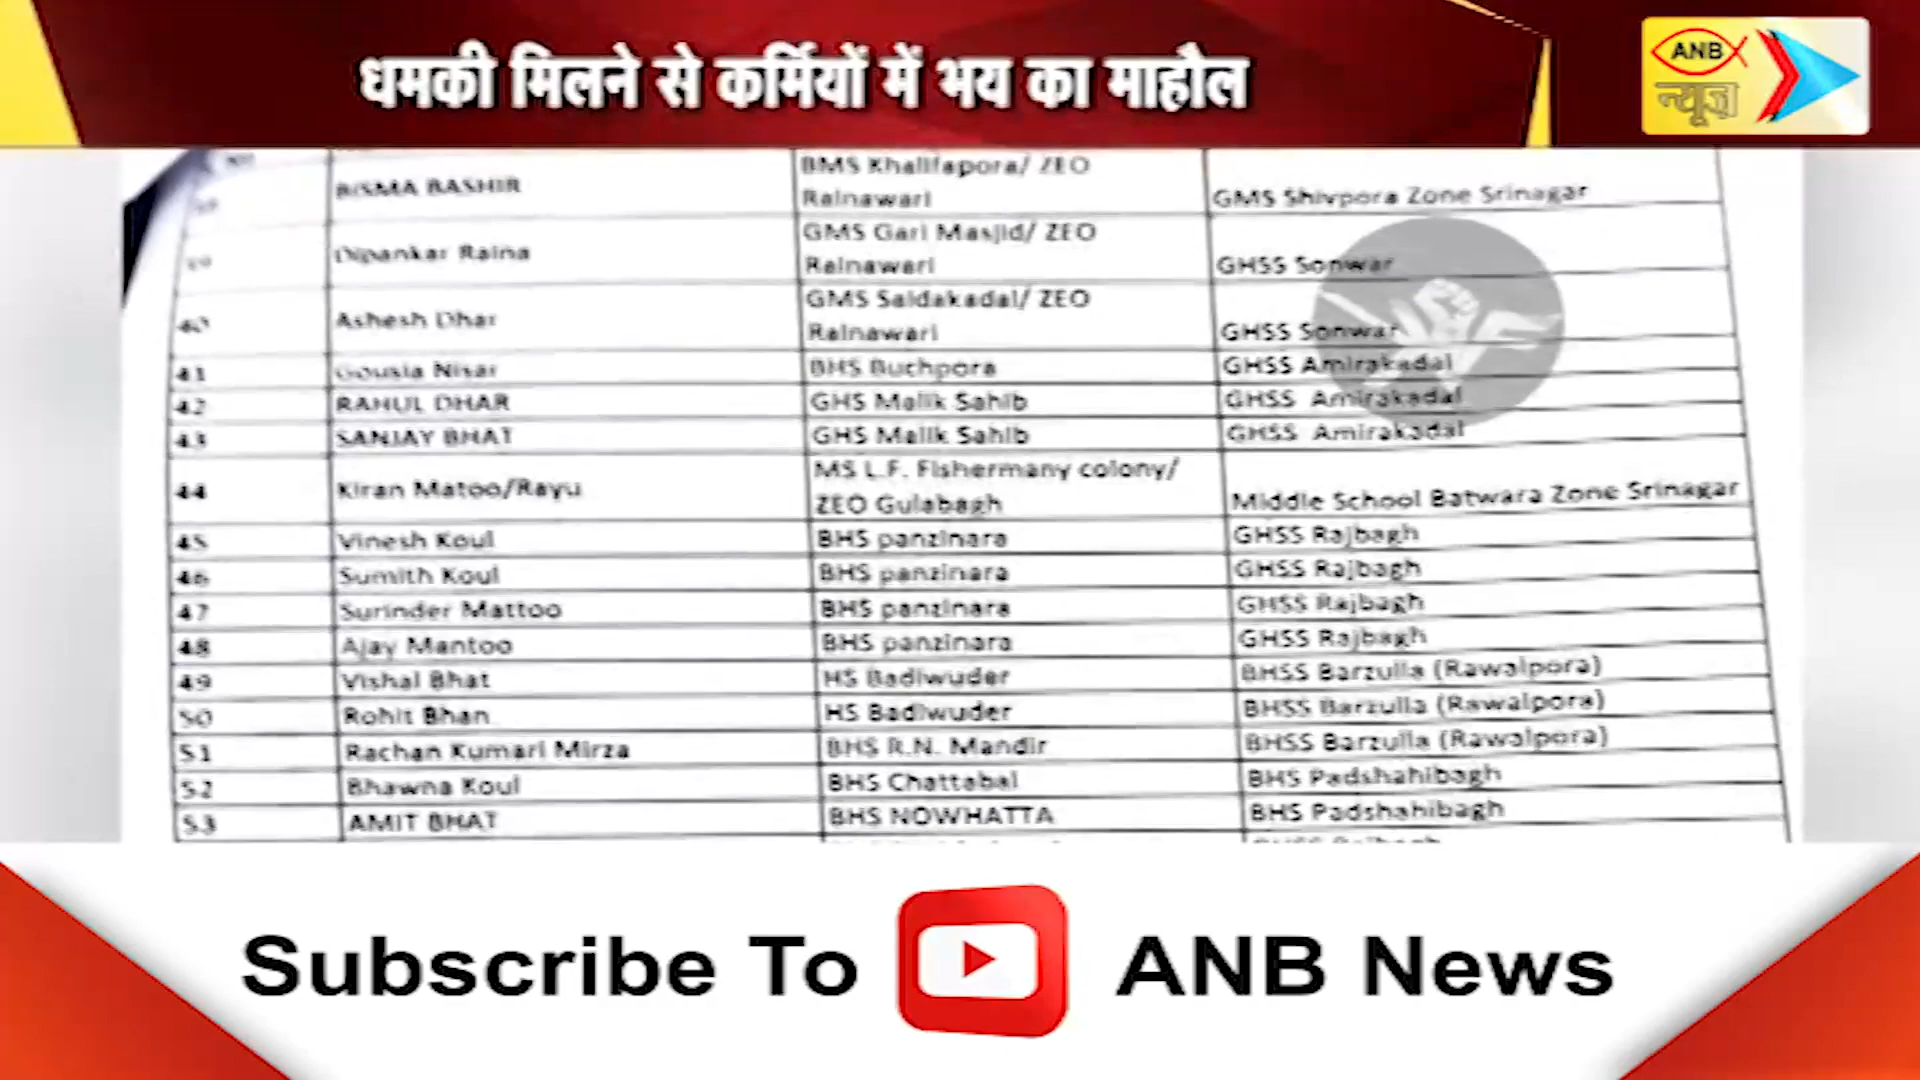 धमकी मिलने से कर्मियों में भय का माहौल
ANB
न्यूज़
BISMA BASHIR
BMS Khalifapora/ ZEO
Rainawari
GMS Shivpora Zone Srinagar
39
Dipankar Raina
GMS Gari Masjid/ ZEO
Rainawari
GHSS Sonwar
40
Ashesh Dhar
GMS Saidakadal/ ZEO
Rainawari
GHSS Sonwar
41 Gousia Nisar BHS Buchpora GHSS Amirakadal
42 RAHUL DHAR GHS Malik Sahib GHSS Amirakadal
43 SANJAY BHAT GHS Malik Sahib GHSS Amirakadal
44
Kiran Matoo/Rayu
MS L.F. Fishermany colony/
ZEO Gulabagh
Middle School Batwara Zone Srinagar
45 Vinesh Koul BHS panzinara GHSS Rajbagh
46 Sumith Koul BHS panzinara GHSS Rajbagh
47 Surinder Mattoo BHS panzinara GHSS Rajbagh
48 Ajay Mantoo BHS panzinara GHSS Rajbagh
49 Vishal Bhat HS Badiwuder BHSS Barzulla (Rawalpora)
50 Rohit Bhan HS Badiwuder BHSS Barzulla (Rawalpora)
51 Rachan Kumari Mirza BHS R.N. Mandir BHSS Barzulla (Rawalpora)
52 Bhawna Koul BHS Chattabal BHS Padshahibagh
53 AMIT BHAT BHS NOWHATTA BHS Padshahibagh
Subscribe To ANB News